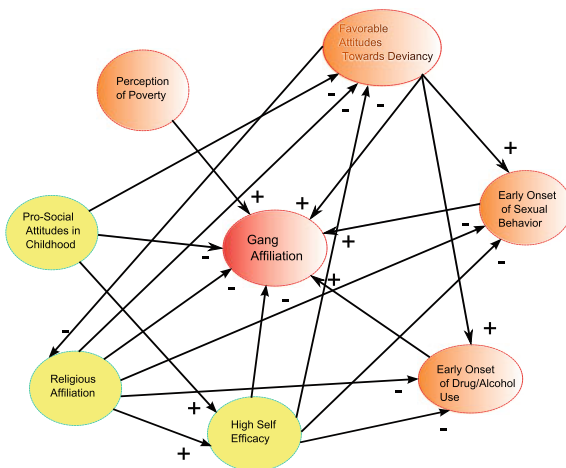 Favorable
Attitudes
Towards Deviancy
Perception
of Poverty
-
-
-
+
+
+
Early Onset
of Sexual
Behavior
Pro-Social
Attitudes in
Childhood
-
+
Gang
Affiliation
-
-
-
+
-
-
+
Religious
Affiliation
Early Onset
of Drug/Alcohol
Use
-
+
High Self
Efficacy
-
+